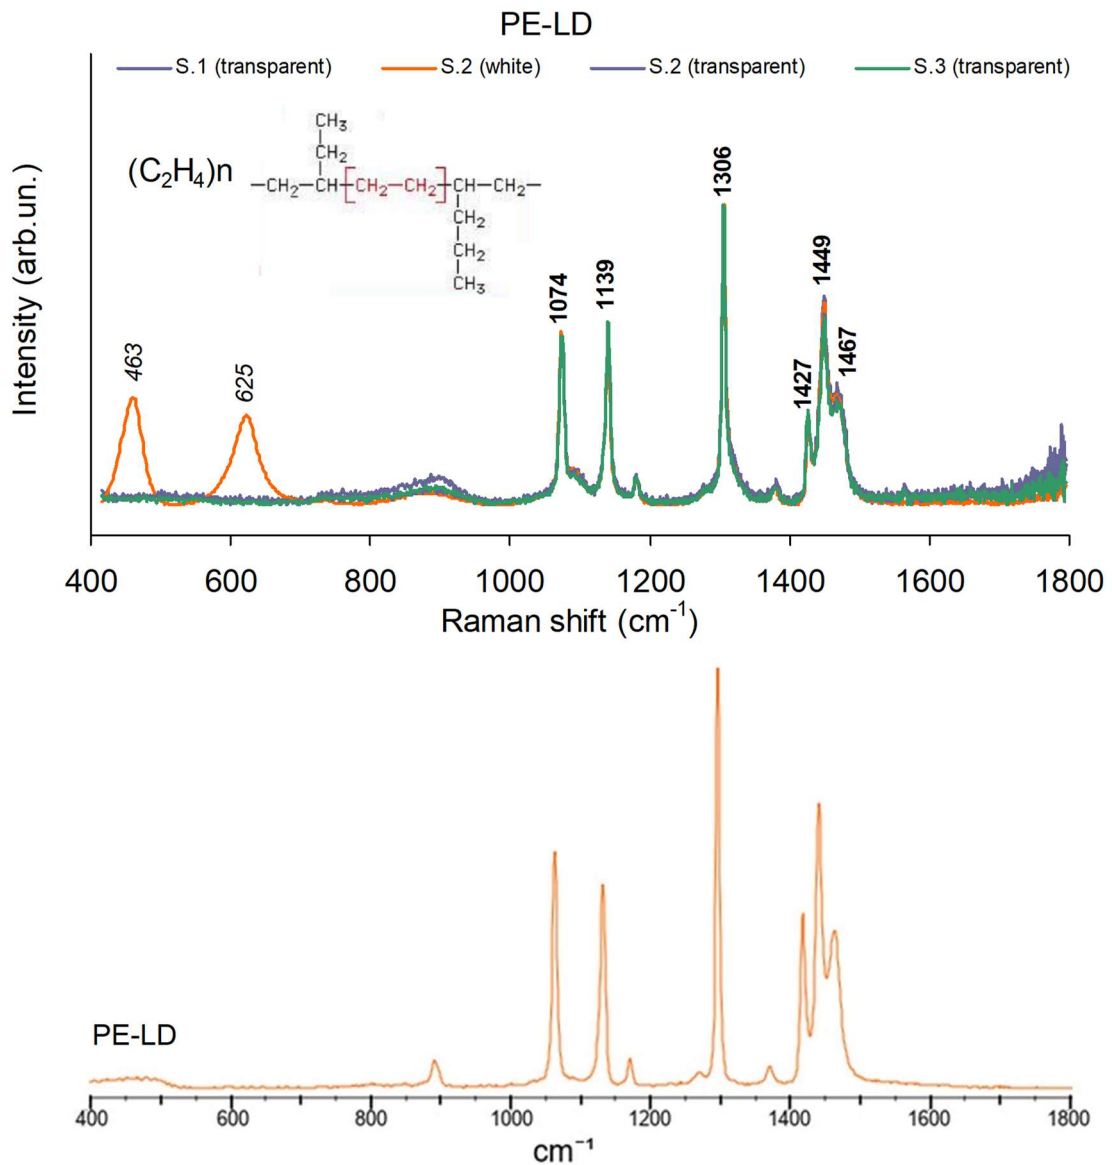 PE-LD
S.1 (transparent) S.2 (white) S.2 (transparent) S.3 (transparent)
Intensity (arb.un.)
(C₂H₄)n
CH₃
CH₂
—CH₂—CH—[CH₂—CH₂]—CH—CH₂—
CH₂
CH₂
CH₃
463
625
1074
1139
1306
1427
1449
1467
400 600 800 1000 1200 1400 1600 1800
Raman shift (cm⁻¹)
PE-LD
400 600 800 1000 1200 1400 1600 1800
cm⁻¹